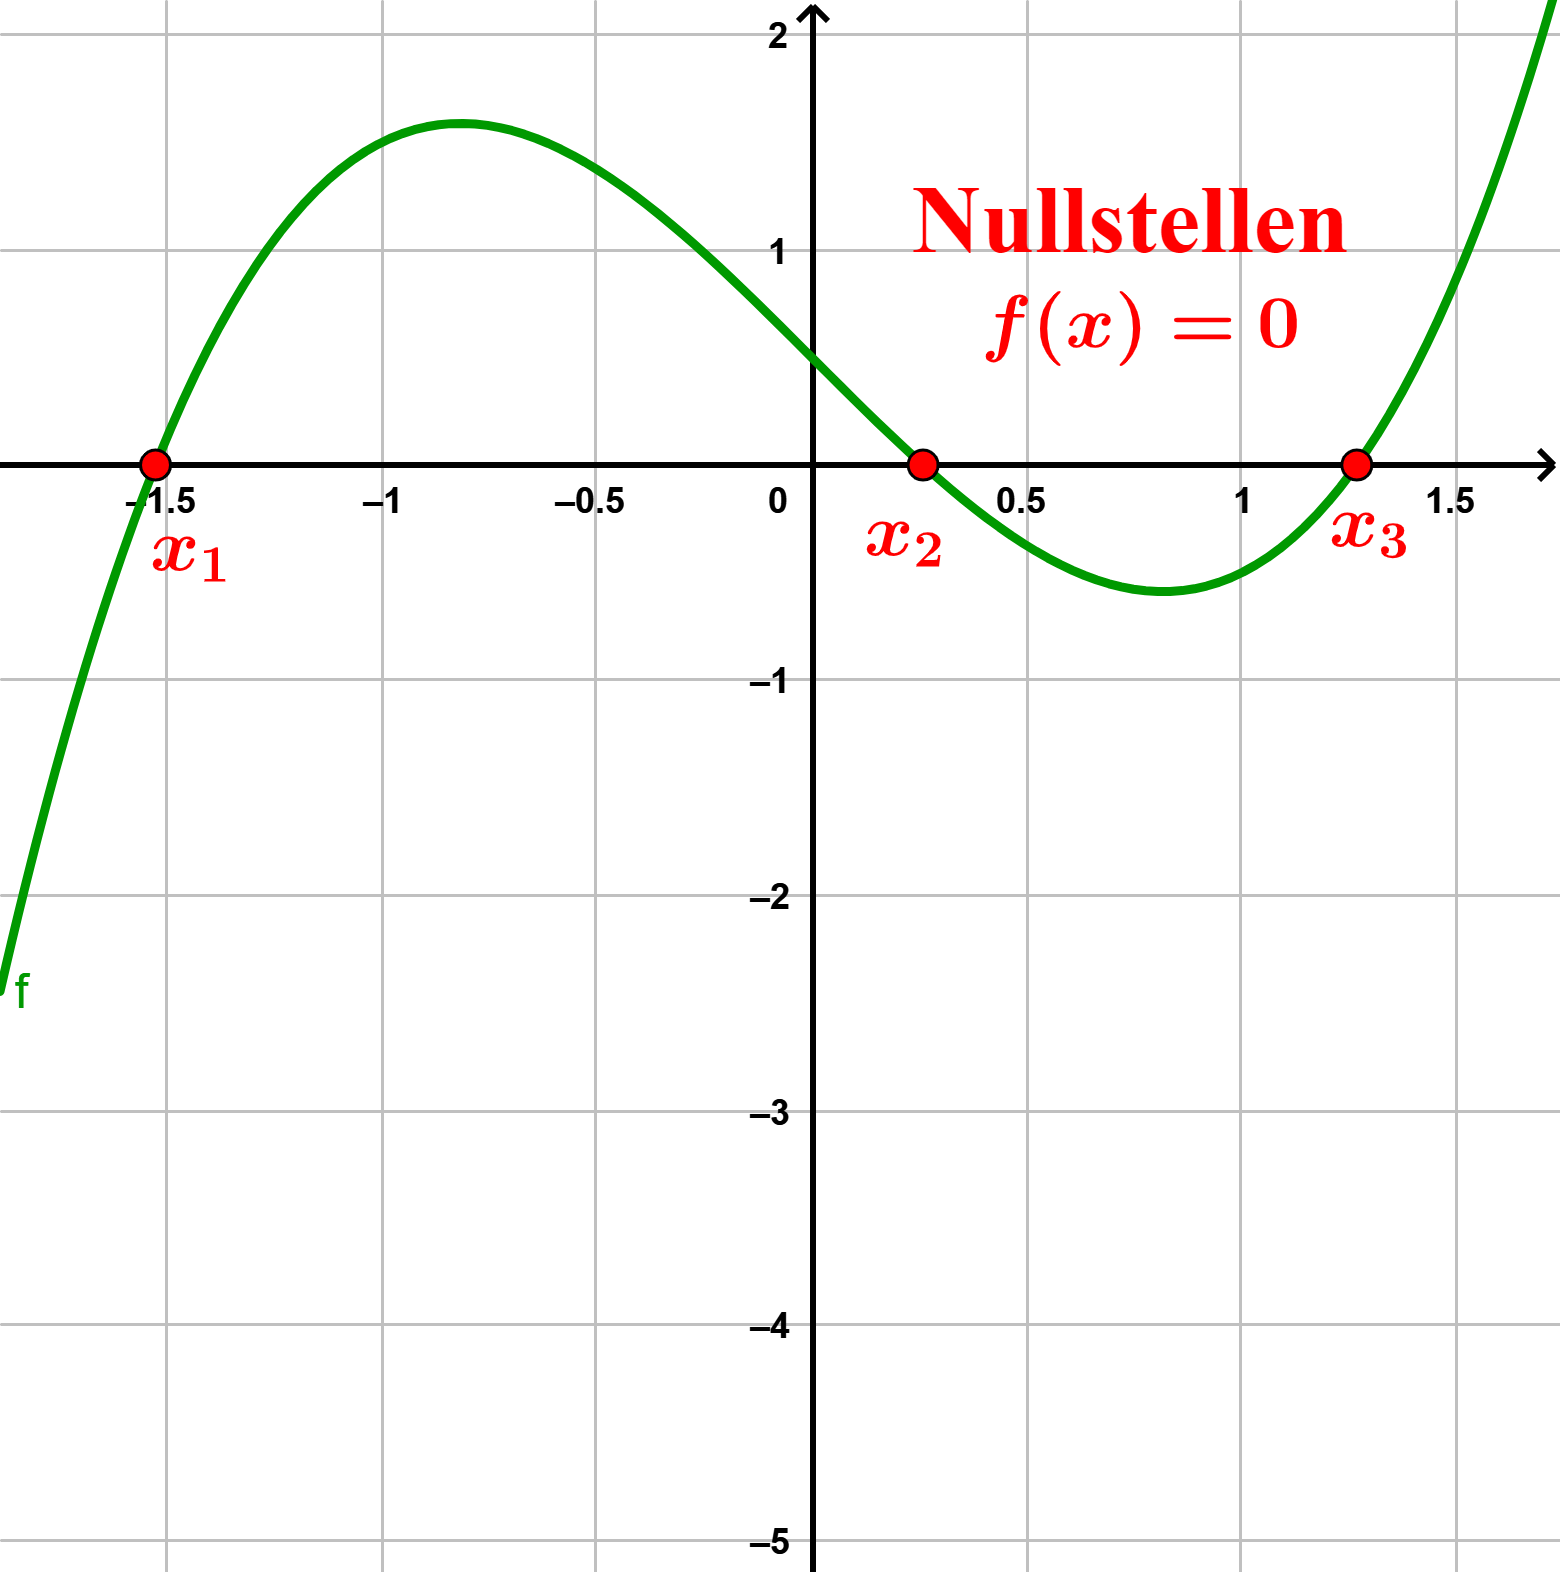 2
1
Nullstellen
f(x) = 0
–1.5 –1 –0.5 0 0.5 1 1.5
x₁ x₂ x₃
–1
–2
f
–3
–4
–5